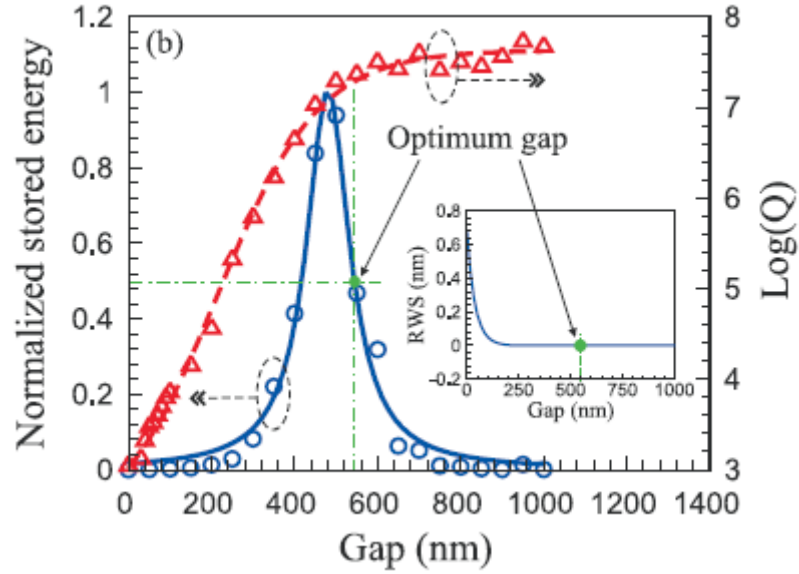 (b)
Normalized stored energy
1
0.8
0.6
0.4
0.2
0
8
7
6
5
4
3
Log(Q)
Optimum gap
0.8
0.6
0.4
0.2
0
-0.2
RWS (nm)
0 250 500 750 1000
Gap (nm)
0 200 400 600 800 1000 1200 1400
Gap (nm)